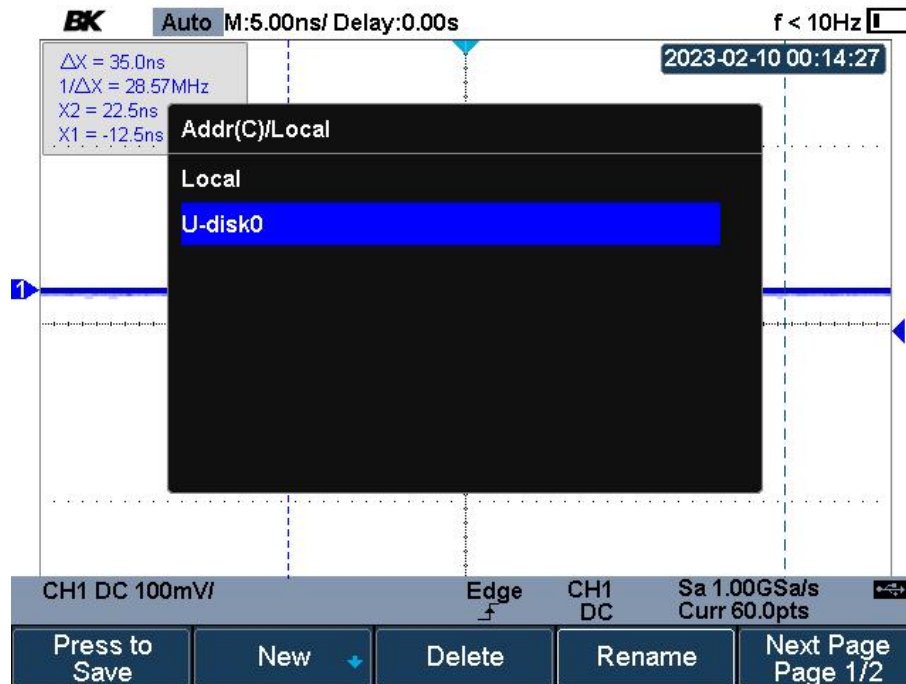 BK Auto M:5.00ns/ Delay:0.00s f < 10Hz
2023-02-10 00:14:27
△X = 35.0ns
1/△X = 28.57MHz
X2 = 22.5ns
X1 = -12.5ns
Addr(C)/Local
Local
U-disk0
1
CH1 DC 100mV/ Edge CH1 Sa 1.00GSa/s
DC Curr 60.0pts
Press to Save New Delete Rename Next Page
Page 1/2